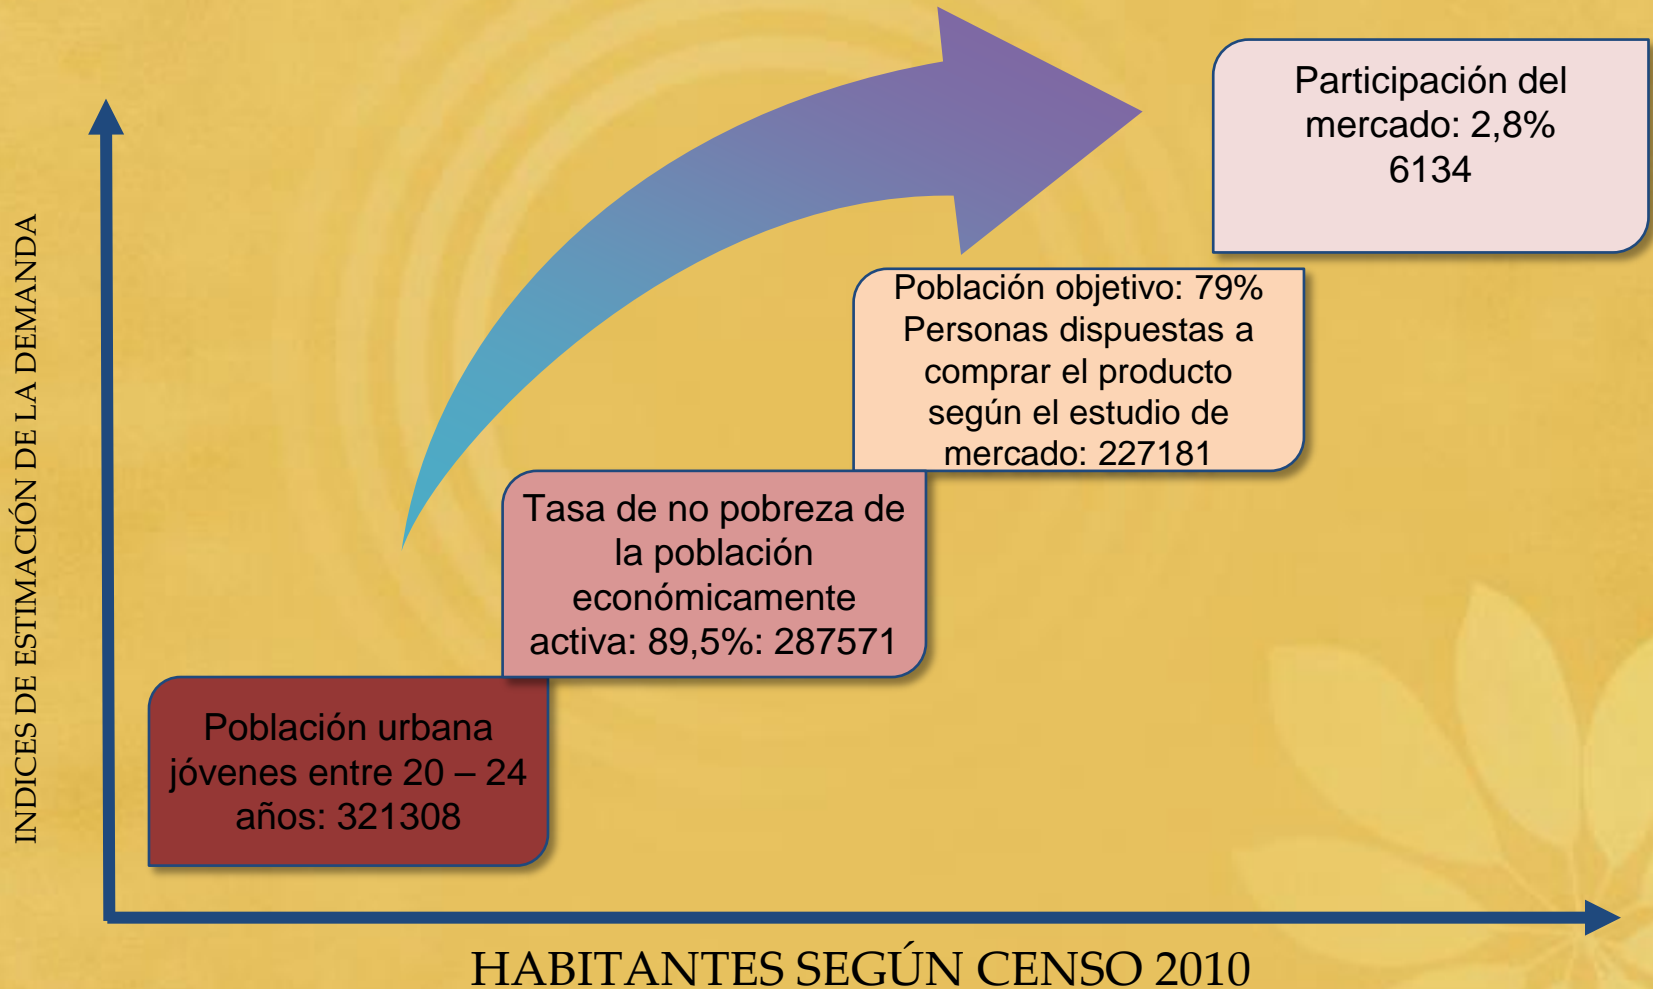 Participación del
mercado: 2,8%
6134
Población objetivo: 79%
Personas dispuestas a
comprar el producto
según el estudio de
mercado: 227181
Tasa de no pobreza de
la población
económicamente
activa: 89,5%: 287571
Población urbana
jóvenes entre 20 – 24
años: 321308
INDICES DE ESTIMACIÓN DE LA DEMANDA
HABITANTES SEGÚN CENSO 2010